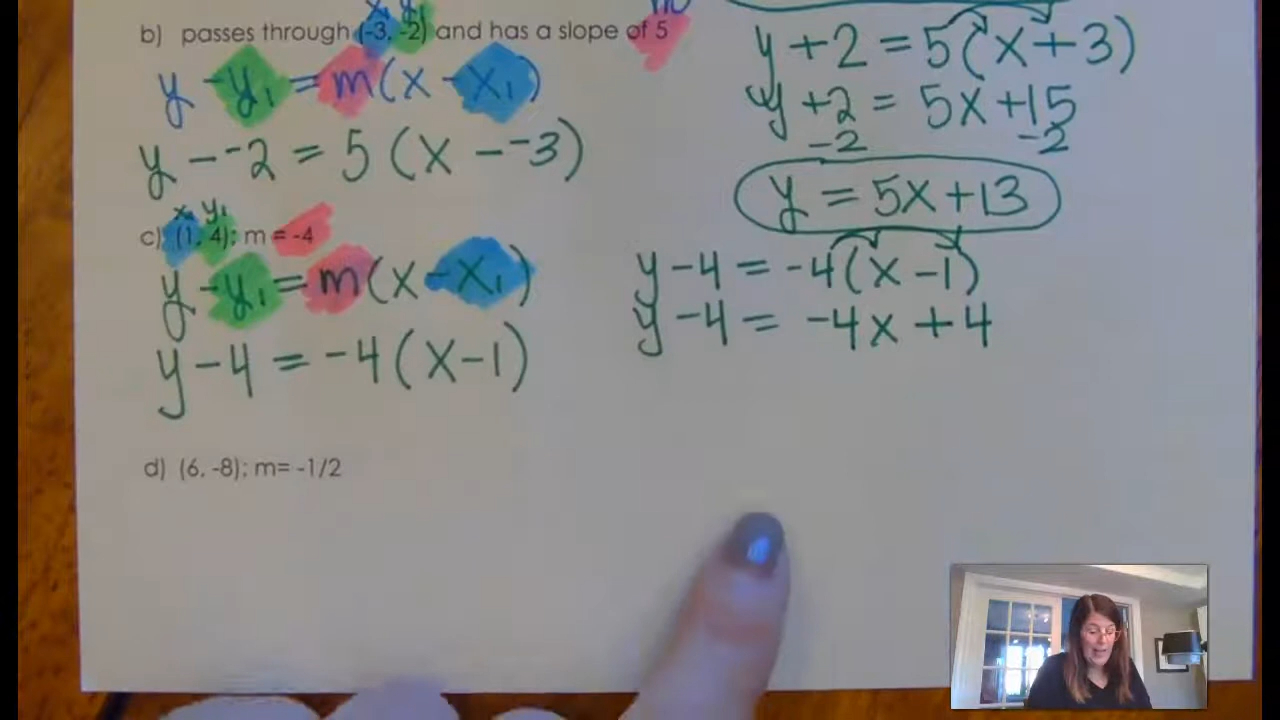 b) passes through (-3, -2) and has a slope of 5
y - y₁ = m(x - x₁)
y - -2 = 5(x - -3)
y + 2 = 5(x + 3)
y + 2 = 5x + 15
-2 -2
y = 5x + 13
x₁ y₁
c) (1, 4); m = -4
y - y₁ = m(x - x₁)
y - 4 = -4(x - 1)
y - 4 = -4(x - 1)
y - 4 = -4x + 4
d) (6, -8); m= -1/2